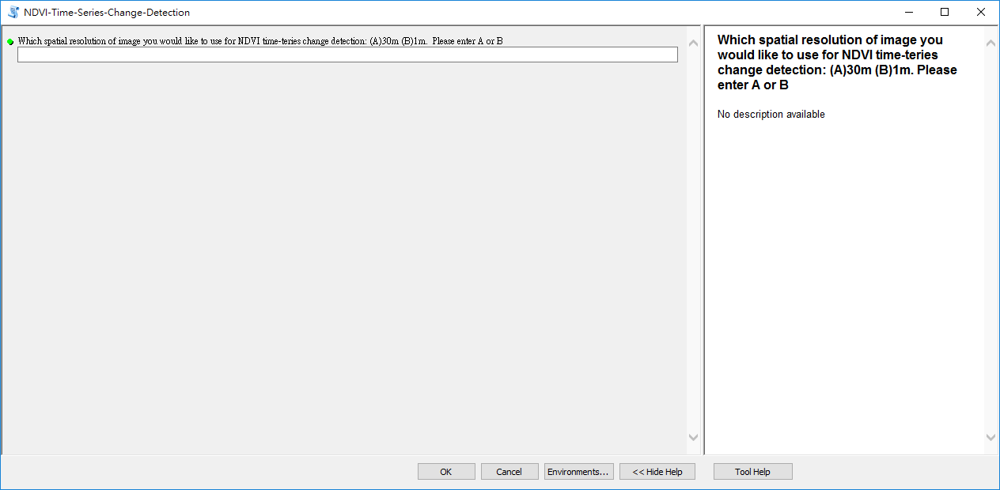 NDVI-Time-Series-Change-Detection
Which spatial resolution of image you would like to use for NDVI time-teries change detection: (A)30m (B)1m.  Please enter A or B
Which spatial resolution of image you
would like to use for NDVI time-teries
change detection: (A)30m (B)1m. Please
enter A or B
No description available
OK
Cancel
Environments...
<< Hide Help
Tool Help